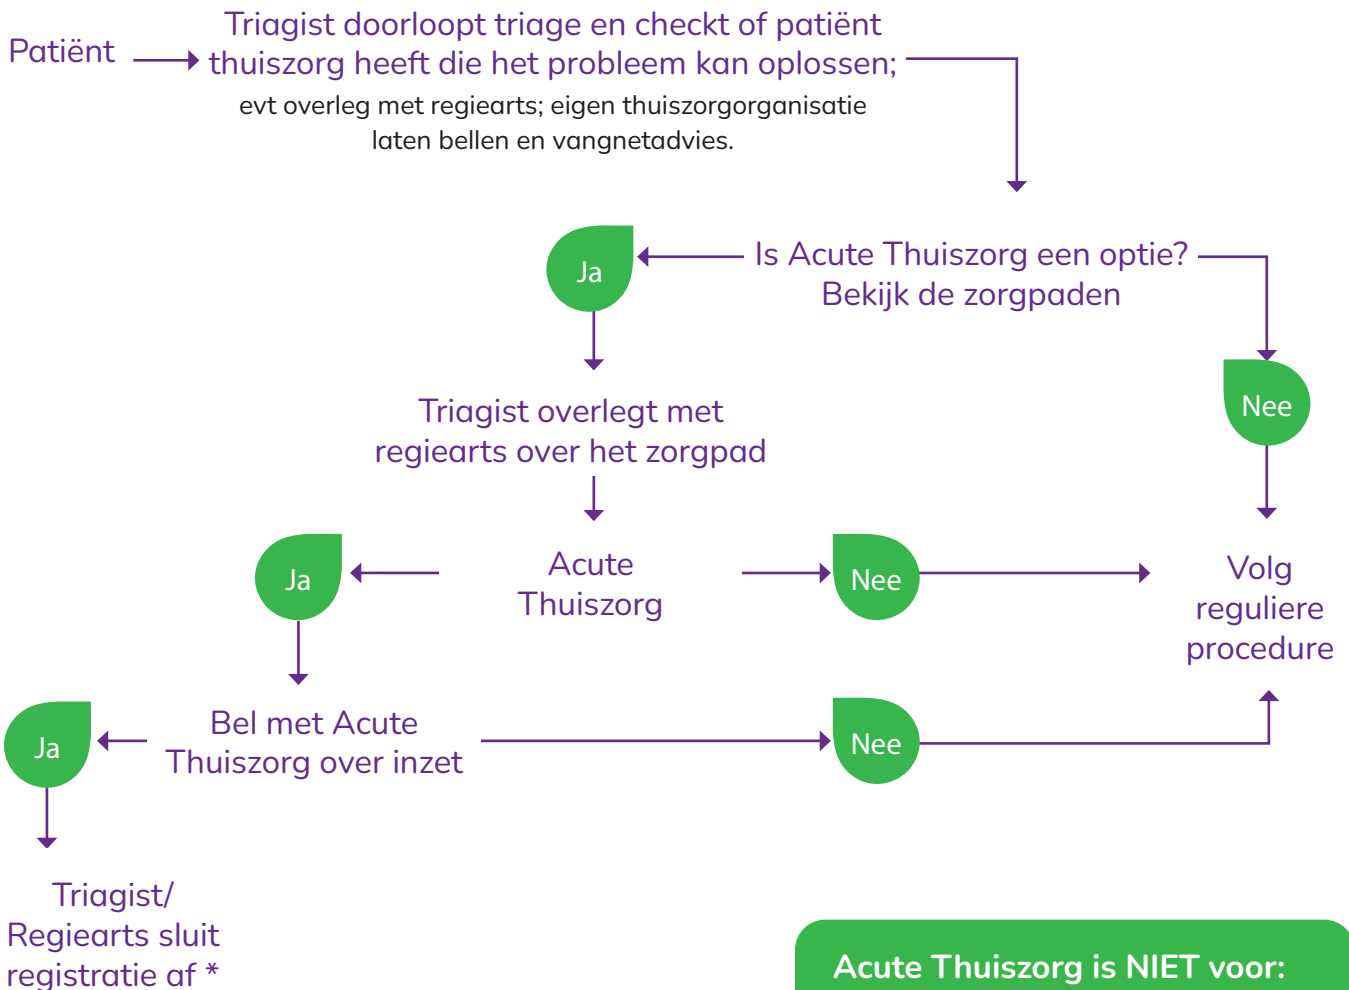 Patiënt
Triagist doorloopt triage en checkt of patiënt
thuiszorg heeft die het probleem kan oplossen;
evt overleg met regiearts; eigen thuiszorgorganisatie
laten bellen en vangnetadvies.
Is Acute Thuiszorg een optie?
Bekijk de zorgpaden
Ja
Nee
Triagist overlegt met
regiearts over het zorgpad
Ja
Acute
Thuiszorg
Nee
Volg
reguliere
procedure
Ja
Bel met Acute
Thuiszorg over inzet
Nee
Triagist/
Regiearts sluit
registratie af *
Acute Thuiszorg is NIET voor: